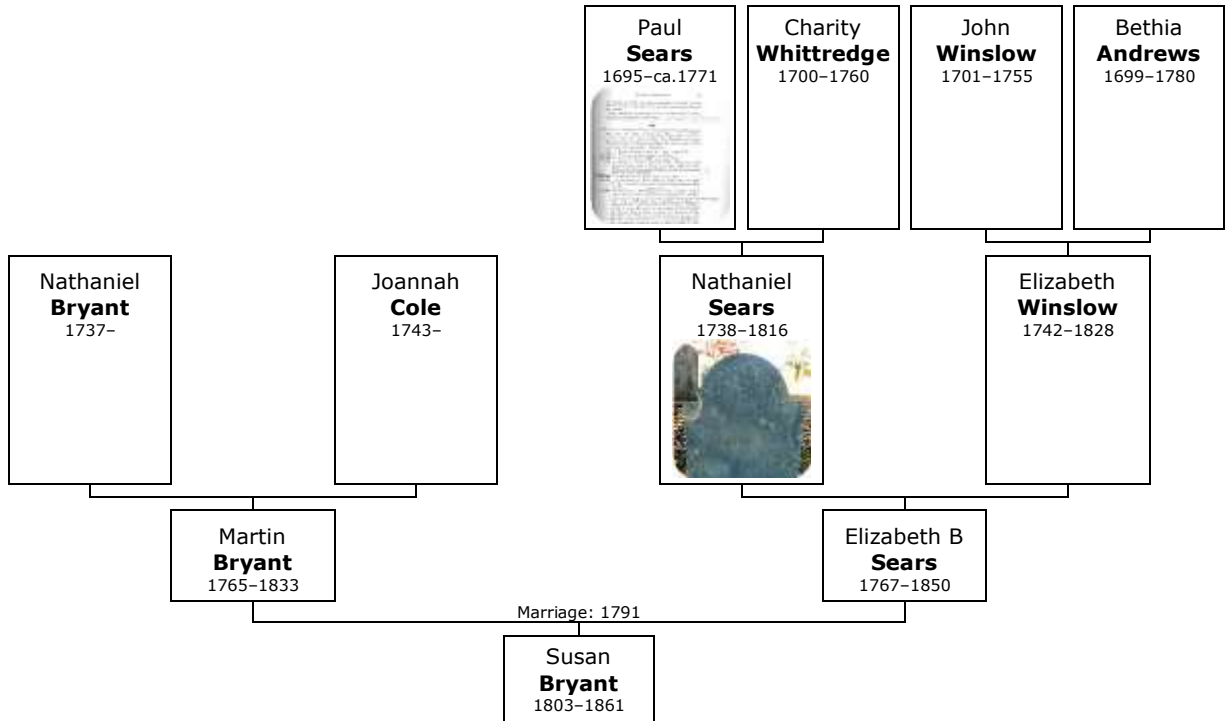 Paul
Sears
1695–ca.1771
Charity
Whittredge
1700–1760
John
Winslow
1701–1755
Bethia
Andrews
1699–1780
Nathaniel
Bryant
1737–
Joannah
Cole
1743–
Nathaniel
Sears
1738–1816
Elizabeth
Winslow
1742–1828
Martin
Bryant
1765–1833
Elizabeth B
Sears
1767–1850
Marriage: 1791
Susan
Bryant
1803–1861